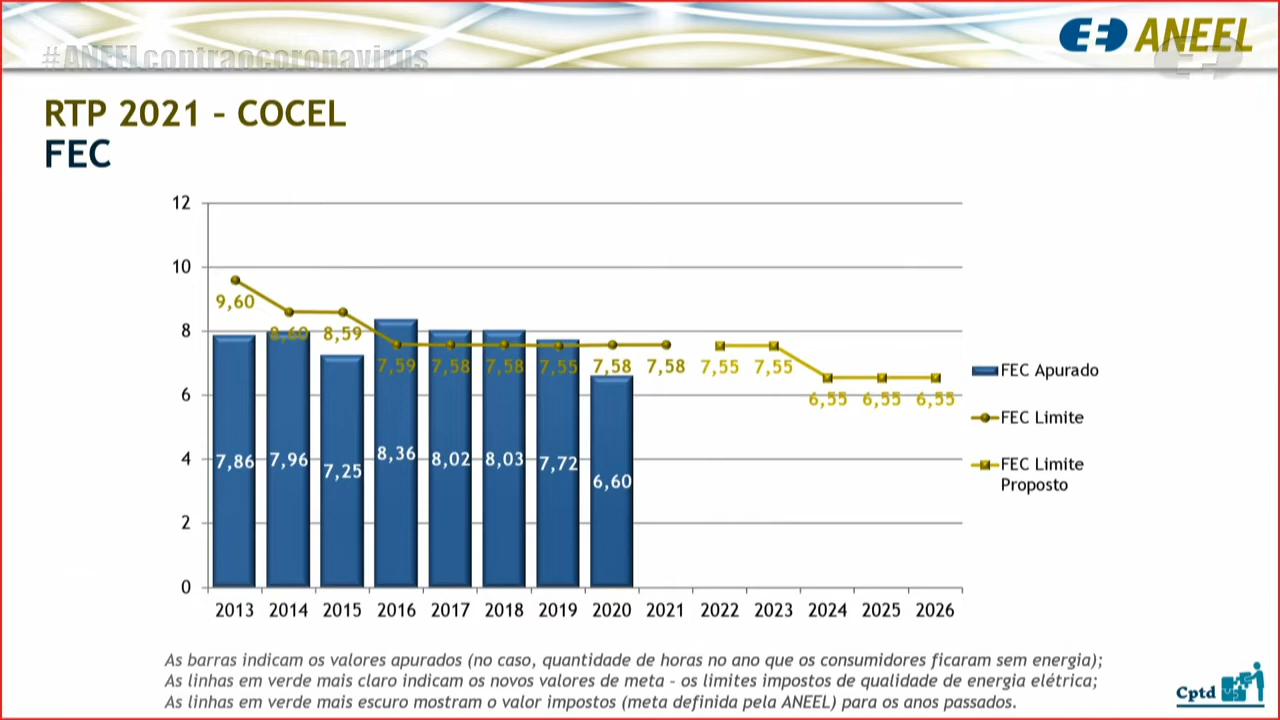 #ANEELcontraocoronavirus
ANEEL
RTP 2021 – COCEL
FEC
12
10
8
6
4
2
0
9,60
8,60
8,59
7,59
7,58
7,58
7,55
7,58
7,58
7,55
7,55
6,55
6,55
6,55
7,86
7,96
7,25
8,36
8,02
8,03
7,72
6,60
2013 2014 2015 2016 2017 2018 2019 2020 2021 2022 2023 2024 2025 2026
FEC Apurado
FEC Limite
FEC Limite
Proposto
As barras indicam os valores apurados (no caso, quantidade de horas no ano que os consumidores ficaram sem energia);
As linhas em verde mais claro indicam os novos valores de meta – os limites impostos de qualidade de energia elétrica;
As linhas em verde mais escuro mostram o valor impostos (meta definida pela ANEEL) para os anos passados.
Cptd